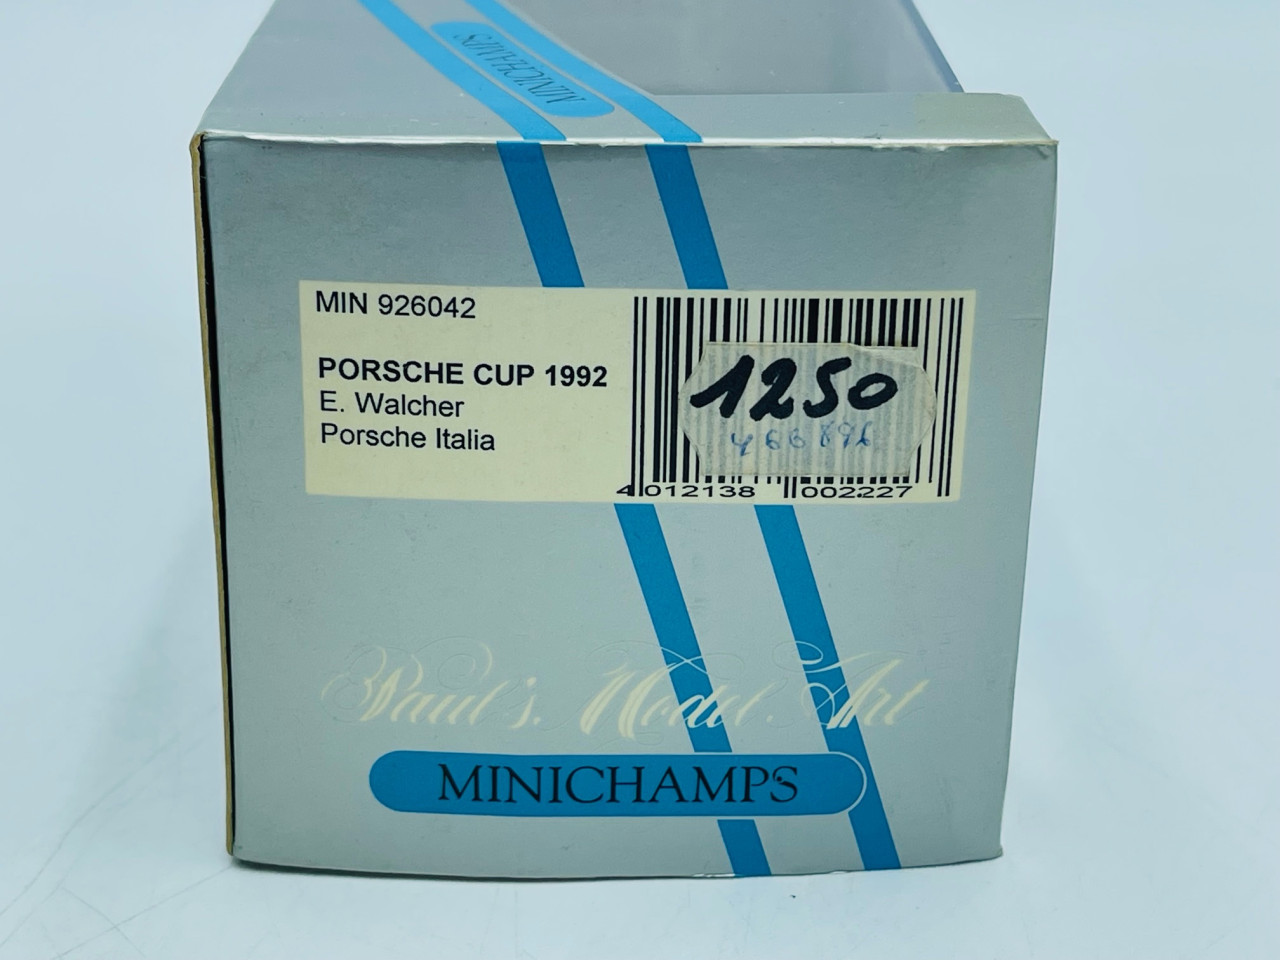 MINICHAMPS
MIN 926042
PORSCHE CUP 1992
E. Walcher
Porsche Italia
1250
4 012138 002227
Paul's Model Art
MINICHAMPS